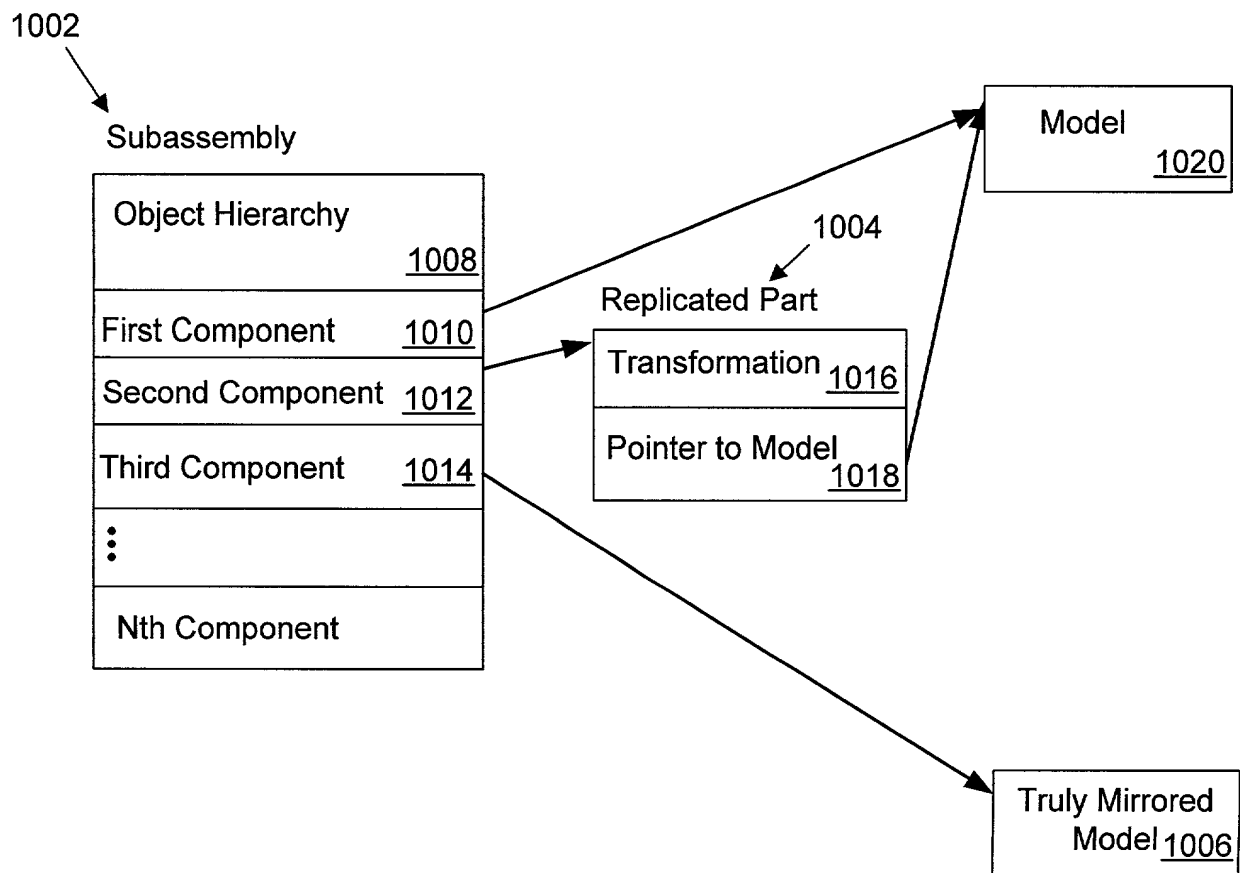 1002
Subassembly
Object Hierarchy
1008
First Component 1010
Second Component 1012
Third Component 1014
Nth Component
1004
Replicated Part
Transformation 1016
Pointer to Model 1018
Model
1020
Truly Mirrored
Model 1006